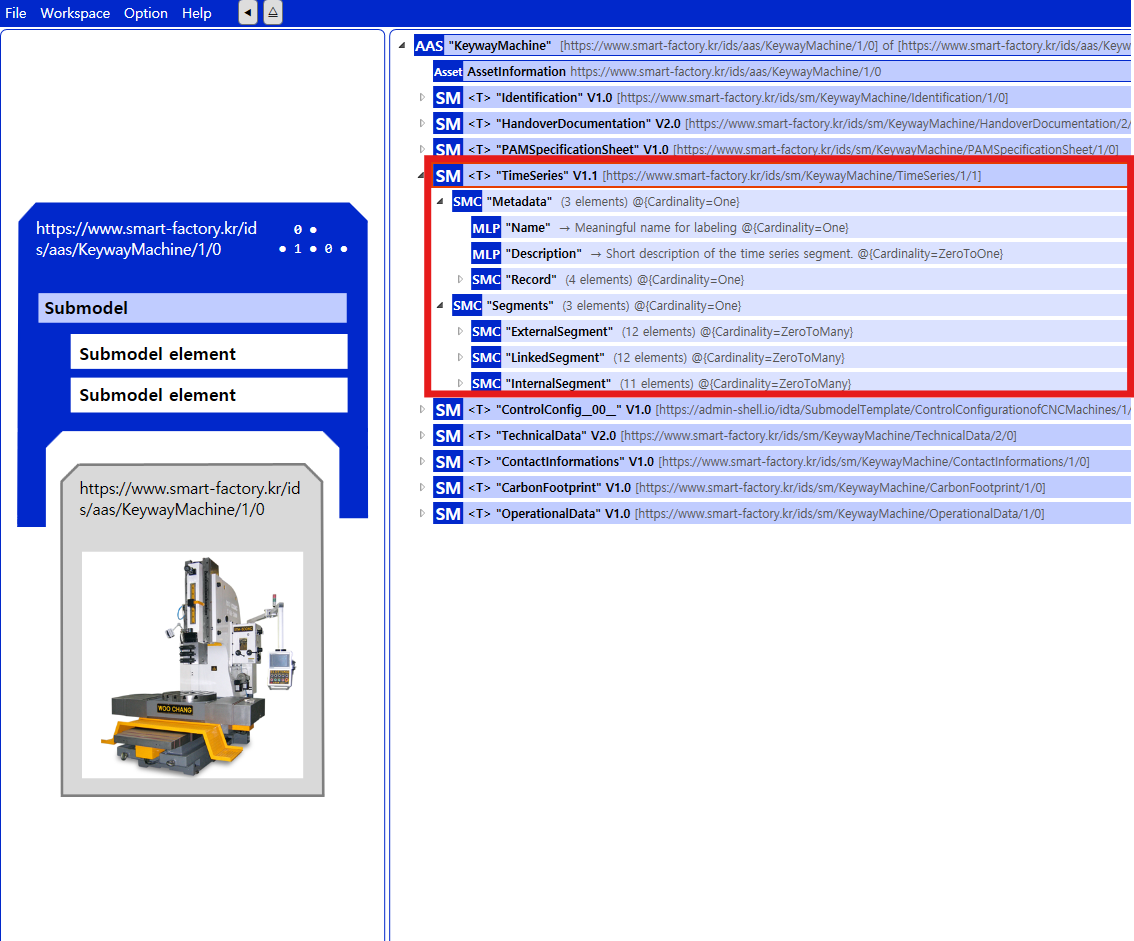 File Workspace Option Help
https://www.smart-factory.kr/id
s/aas/KeywayMachine/1/0
0
1 0
Submodel
Submodel element
Submodel element
https://www.smart-factory.kr/id
s/aas/KeywayMachine/1/0
WOO CHANG
AAS "KeywayMachine" [https://www.smart-factory.kr/ids/aas/KeywayMachine/1/0] of [https://www.smart-factory.kr/ids/aas/Keyw
Asset AssetInformation https://www.smart-factory.kr/ids/aas/KeywayMachine/1/0
SM <T> "Identification" V1.0 [https://www.smart-factory.kr/ids/sm/KeywayMachine/Identification/1/0]
SM <T> "HandoverDocumentation" V2.0 [https://www.smart-factory.kr/ids/sm/KeywayMachine/HandoverDocumentation/2/
SM <T> "PAMSpecificationSheet" V1.0 [https://www.smart-factory.kr/ids/sm/KeywayMachine/PAMSpecificationSheet/1/0]
SM <T> "TimeSeries" V1.1 [https://www.smart-factory.kr/ids/sm/KeywayMachine/TimeSeries/1/1]
SMC "Metadata" (3 elements) @{Cardinality=One}
MLP "Name" → Meaningful name for labeling @{Cardinality=One}
MLP "Description" → Short description of the time series segment. @{Cardinality=ZeroToOne}
SMC "Record" (4 elements) @{Cardinality=One}
SMC "Segments" (3 elements) @{Cardinality=One}
SMC "ExternalSegment" (12 elements) @{Cardinality=ZeroToMany}
SMC "LinkedSegment" (12 elements) @{Cardinality=ZeroToMany}
SMC "InternalSegment" (11 elements) @{Cardinality=ZeroToMany}
SM <T> "ControlConfig__00__" V1.0 [https://admin-shell.io/idta/SubmodelTemplate/ControlConfigurationofCNCMachines/1/
SM <T> "TechnicalData" V2.0 [https://www.smart-factory.kr/ids/sm/KeywayMachine/TechnicalData/2/0]
SM <T> "ContactInformations" V1.0 [https://www.smart-factory.kr/ids/sm/KeywayMachine/ContactInformations/1/0]
SM <T> "CarbonFootprint" V1.0 [https://www.smart-factory.kr/ids/sm/KeywayMachine/CarbonFootprint/1/0]
SM <T> "OperationalData" V1.0 [https://www.smart-factory.kr/ids/sm/KeywayMachine/OperationalData/1/0]